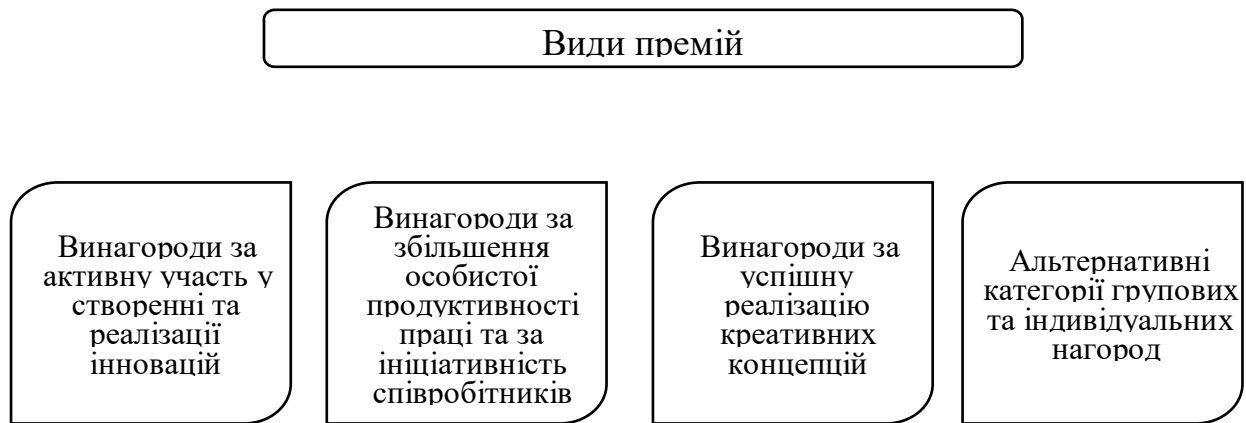 Види премій
Винагороди за
активну участь у
створенні та
реалізації
інновацій
Винагороди за
збільшення
особистої
продуктивності
праці та за
ініціативність
співробітників
Винагороди за
успішну
реалізацію
креативних
концепцій
Альтернативні
категорії групових
та індивідуальних
нагород